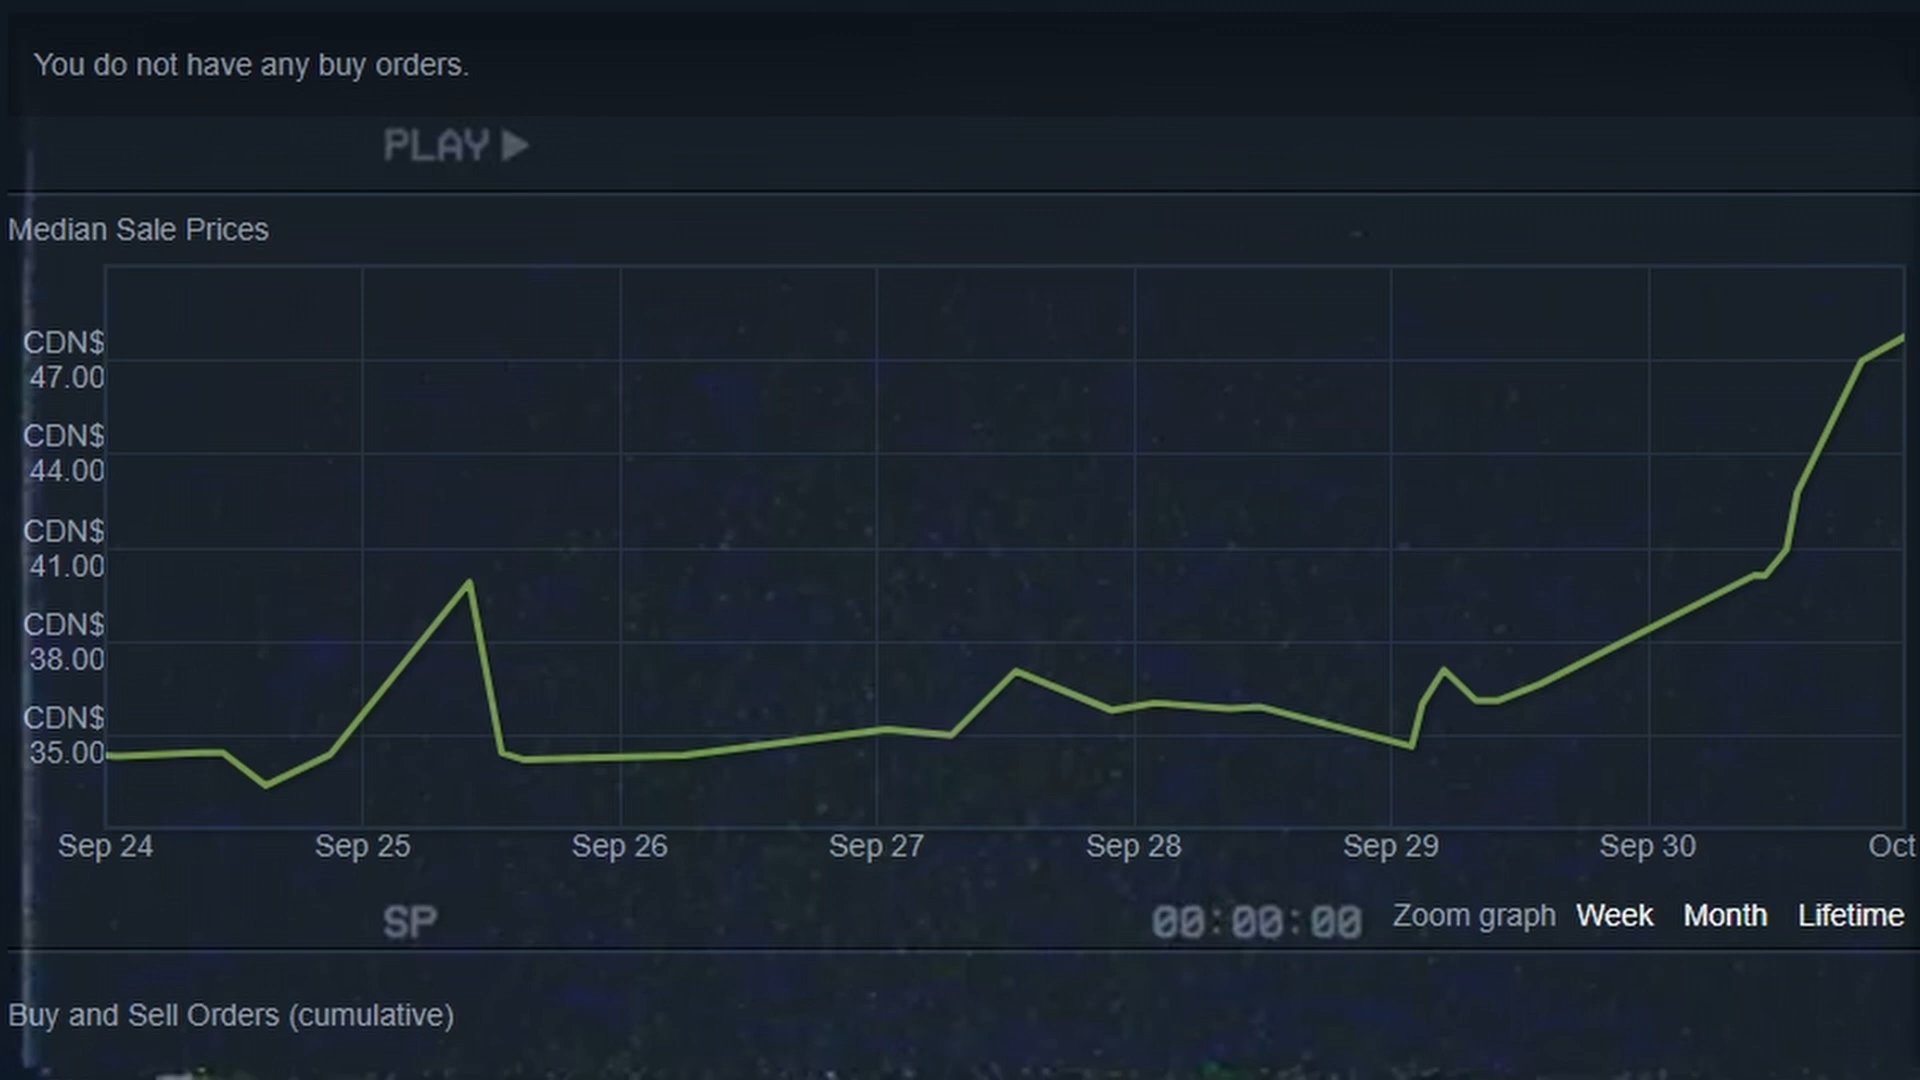 You do not have any buy orders.
PLAY ▶
Median Sale Prices
CDN$
47.00
CDN$
44.00
CDN$
41.00
CDN$
38.00
CDN$
35.00
Sep 24 Sep 25 Sep 26 Sep 27 Sep 28 Sep 29 Sep 30 Oct
SP 00:00:00 Zoom graph Week Month Lifetime
Buy and Sell Orders (cumulative)